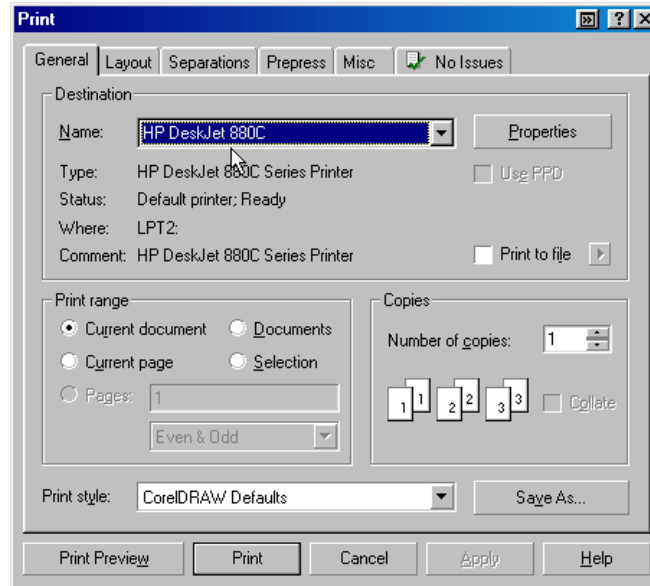 Print
General Layout Separations Prepress Misc No Issues
Destination
Name: HP DeskJet 880C Properties
Type: HP DeskJet 880C Series Printer Use PPD
Status: Default printer; Ready
Where: LPT2:
Comment: HP DeskJet 880C Series Printer Print to file
Print range Copies
Current document Documents Number of copies: 1
Current page Selection
Pages: 1 1 1 2 2 3 3 Collate
Even & Odd
Print style: CorelDRAW Defaults Save As...
Print Preview Print Cancel Apply Help